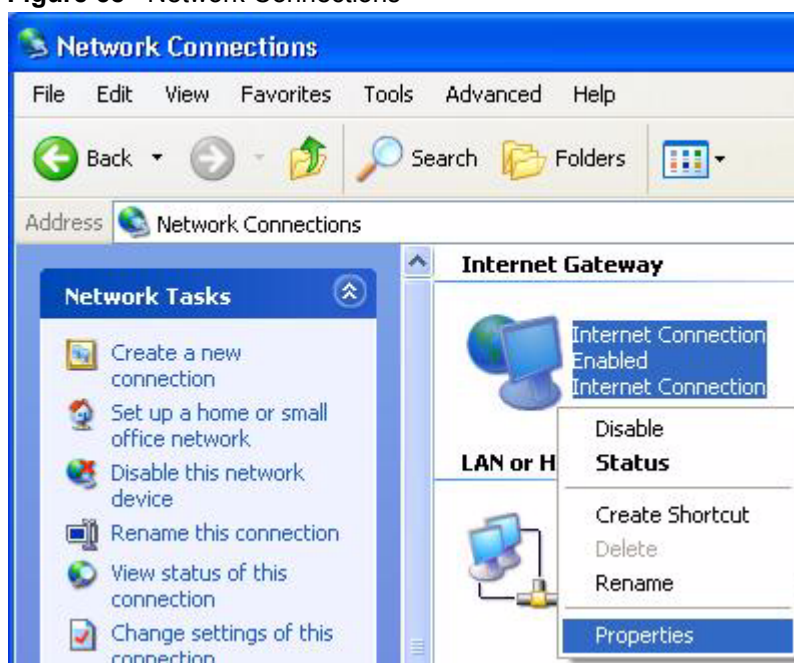 Network Connections
Network Connections
File Edit View Favorites Tools Advanced Help
Back Search Folders
Address Network Connections
Network Tasks
Create a new
connection
Set up a home or small
office network
Disable this network
device
Rename this connection
View status of this
connection
Change settings of this
connection
Internet Gateway
Internet Connection
Enabled
Internet Connection
LAN or H
Disable
Status
Create Shortcut
Delete
Rename
Properties